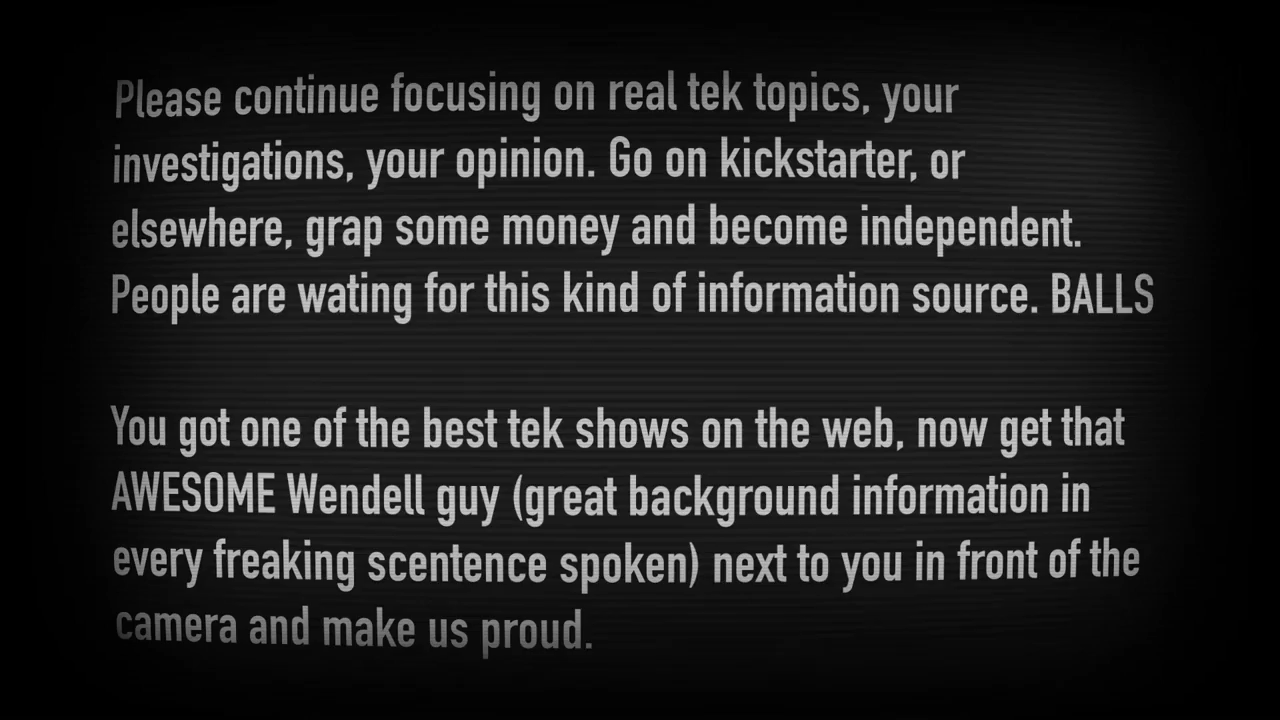 Please continue focusing on real tek topics, your
investigations, your opinion. Go on kickstarter, or
elsewhere, grap some money and become independent.
People are wating for this kind of information source. BALLS
You got one of the best tek shows on the web, now get that
AWESOME Wendell guy (great background information in
every freaking scentence spoken) next to you in front of the
camera and make us proud.